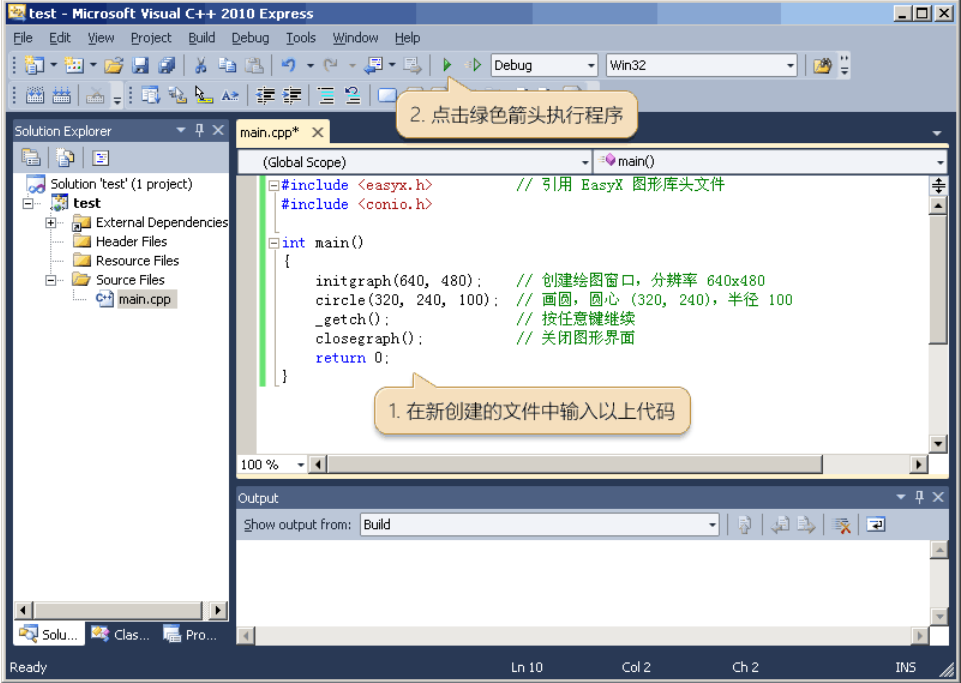 test - Microsoft Visual C++ 2010 Express
File Edit View Project Build Debug Tools Window Help
Debug Win32
2. 点击绿色箭头执行程序
Solution Explorer
main.cpp*
(Global Scope) main()
Solution 'test' (1 project)
test
External Dependencies
Header Files
Resource Files
Source Files
main.cpp
#include <easyx.h> // 引用 EasyX 图形库头文件
#include <conio.h>
int main()
{
initgraph(640, 480); // 创建绘图窗口，分辨率 640x480
circle(320, 240, 100); // 画圆，圆心 (320, 240)，半径 100
_getch(); // 按任意键继续
closegraph(); // 关闭图形界面
return 0;
}
1. 在新创建的文件中输入以上代码
100 %
Output
Show output from: Build
Solu... Clas... Pro...
Ready Ln 10 Col 2 Ch 2 INS